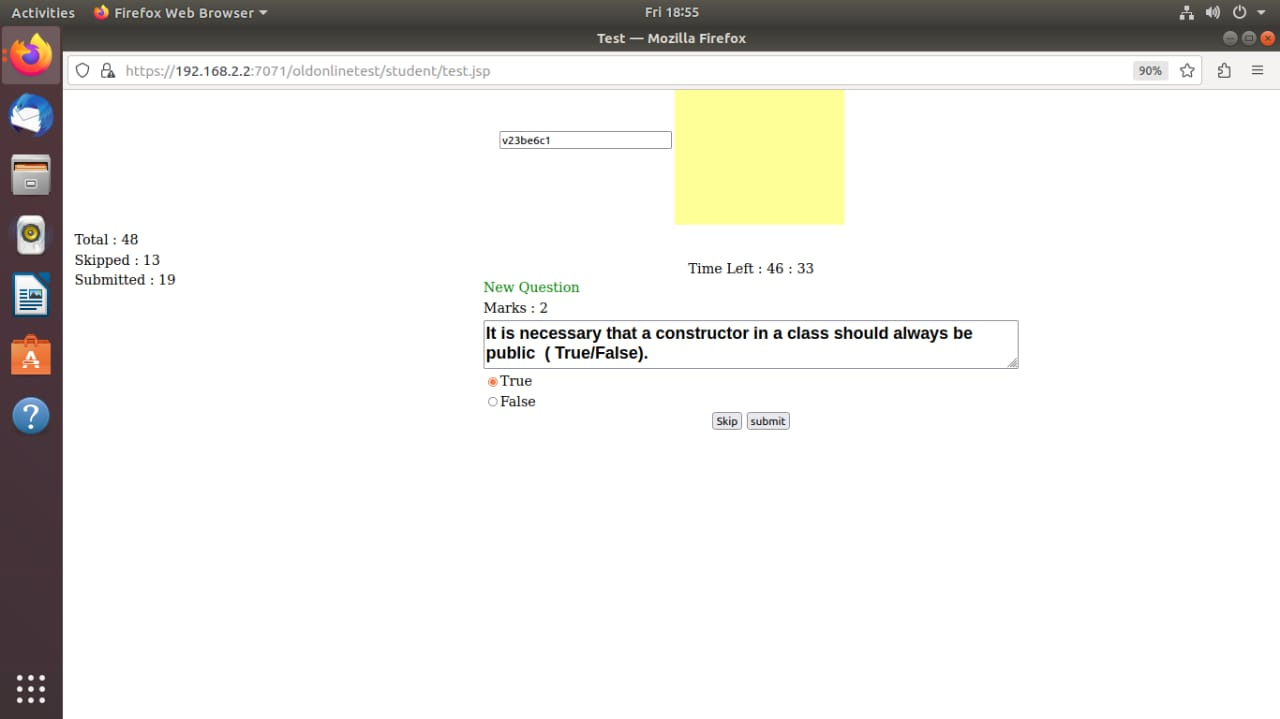 Activities Firefox Web Browser Fri 18:55
Test — Mozilla Firefox
https://192.168.2.2:7071/oldonlinetest/student/test.jsp 90%
v23be6c1
Total : 48
Skipped : 13
Submitted : 19
Time Left : 46 : 33
New Question
Marks : 2
It is necessary that a constructor in a class should always be
public ( True/False).
True
False
Skip submit